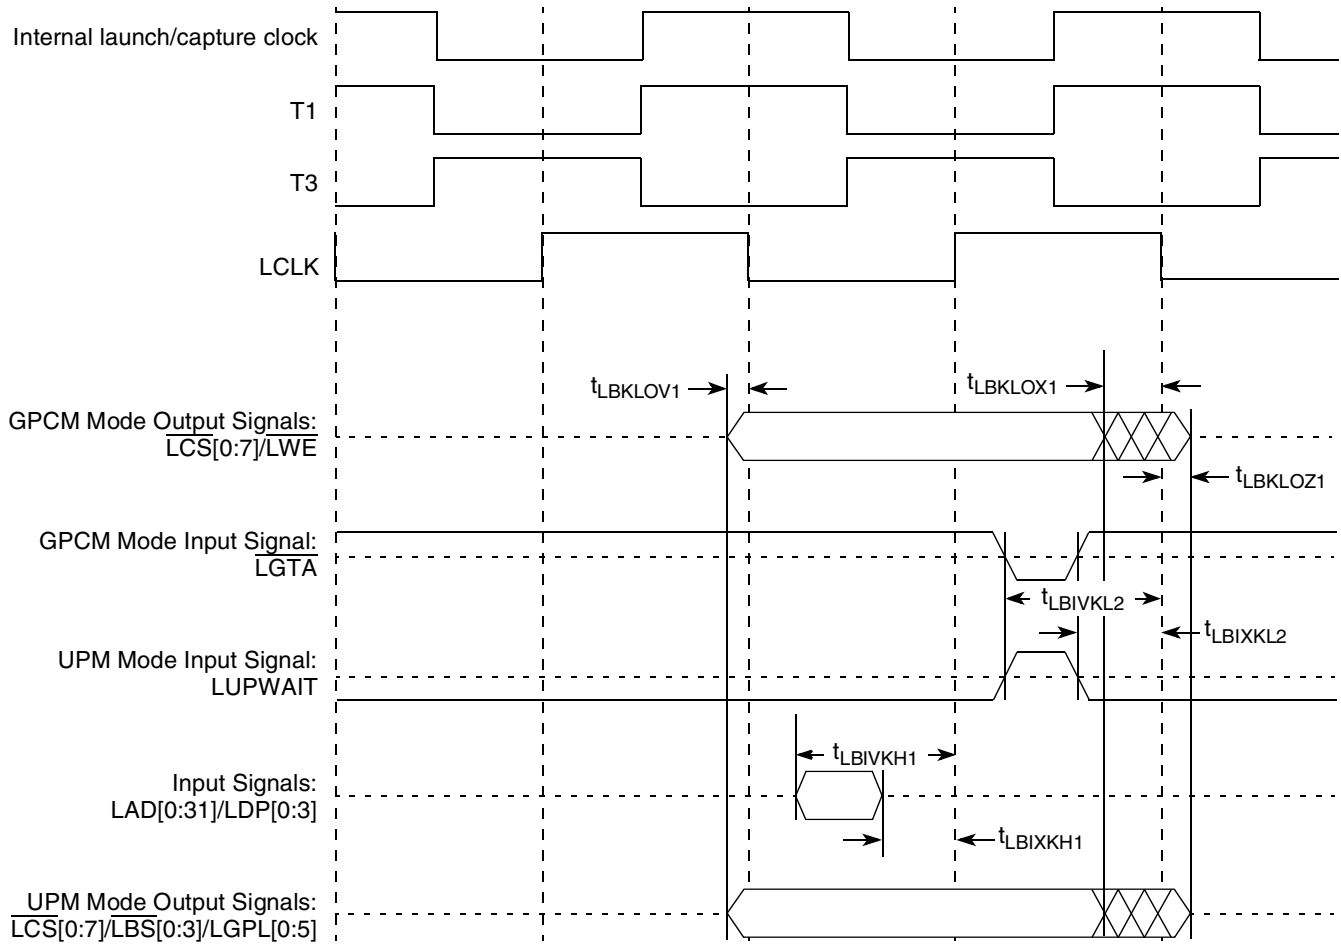 Internal launch/capture clock
T1
T3
LCLK
tLBKLOV1
tLBKLOX1
GPCM Mode Output Signals:
LCS[0:7]/LWE
tLBKLOZ1
GPCM Mode Input Signal:
LGTA
tLBIVKL2
tLBIXKL2
UPM Mode Input Signal:
LUPWAIT
tLBIVKH1
Input Signals:
LAD[0:31]/LDP[0:3]
tLBIXKH1
UPM Mode Output Signals:
LCS[0:7]/LBS[0:3]/LGPL[0:5]